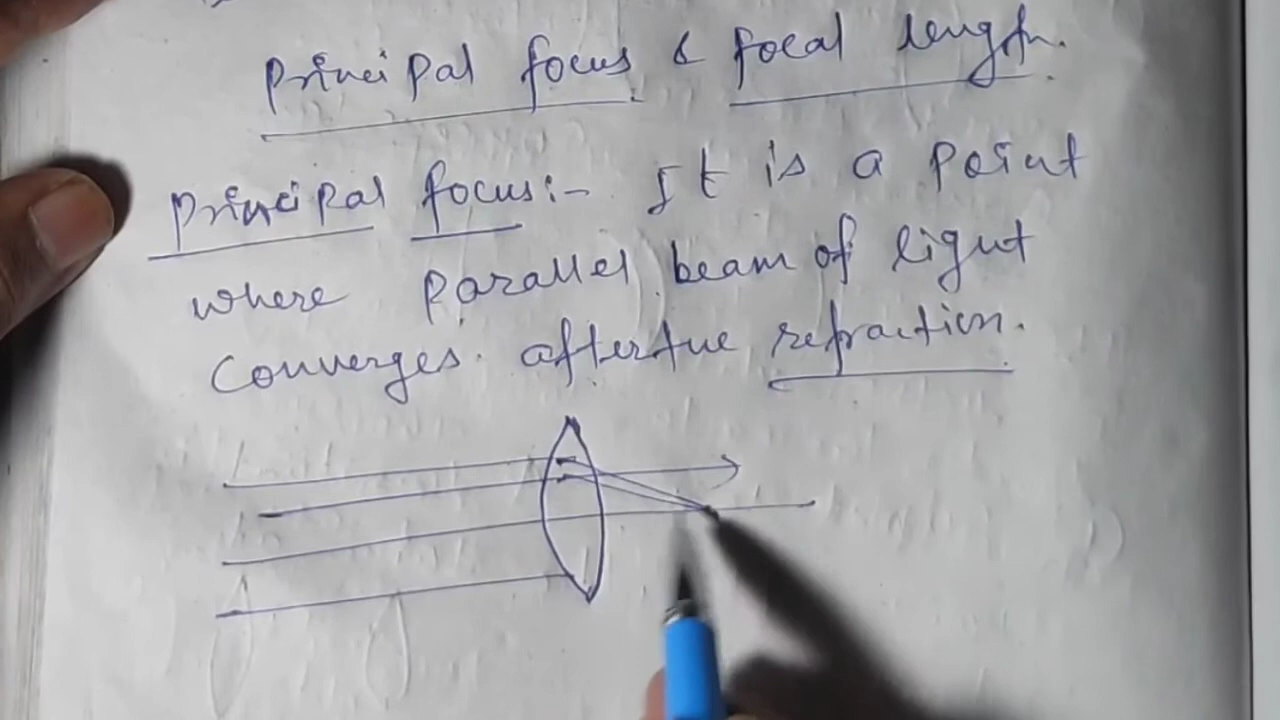 Principal focus & focal length.
Principal focus:- It is a point
where parallel beam of light
converges. after the refraction.